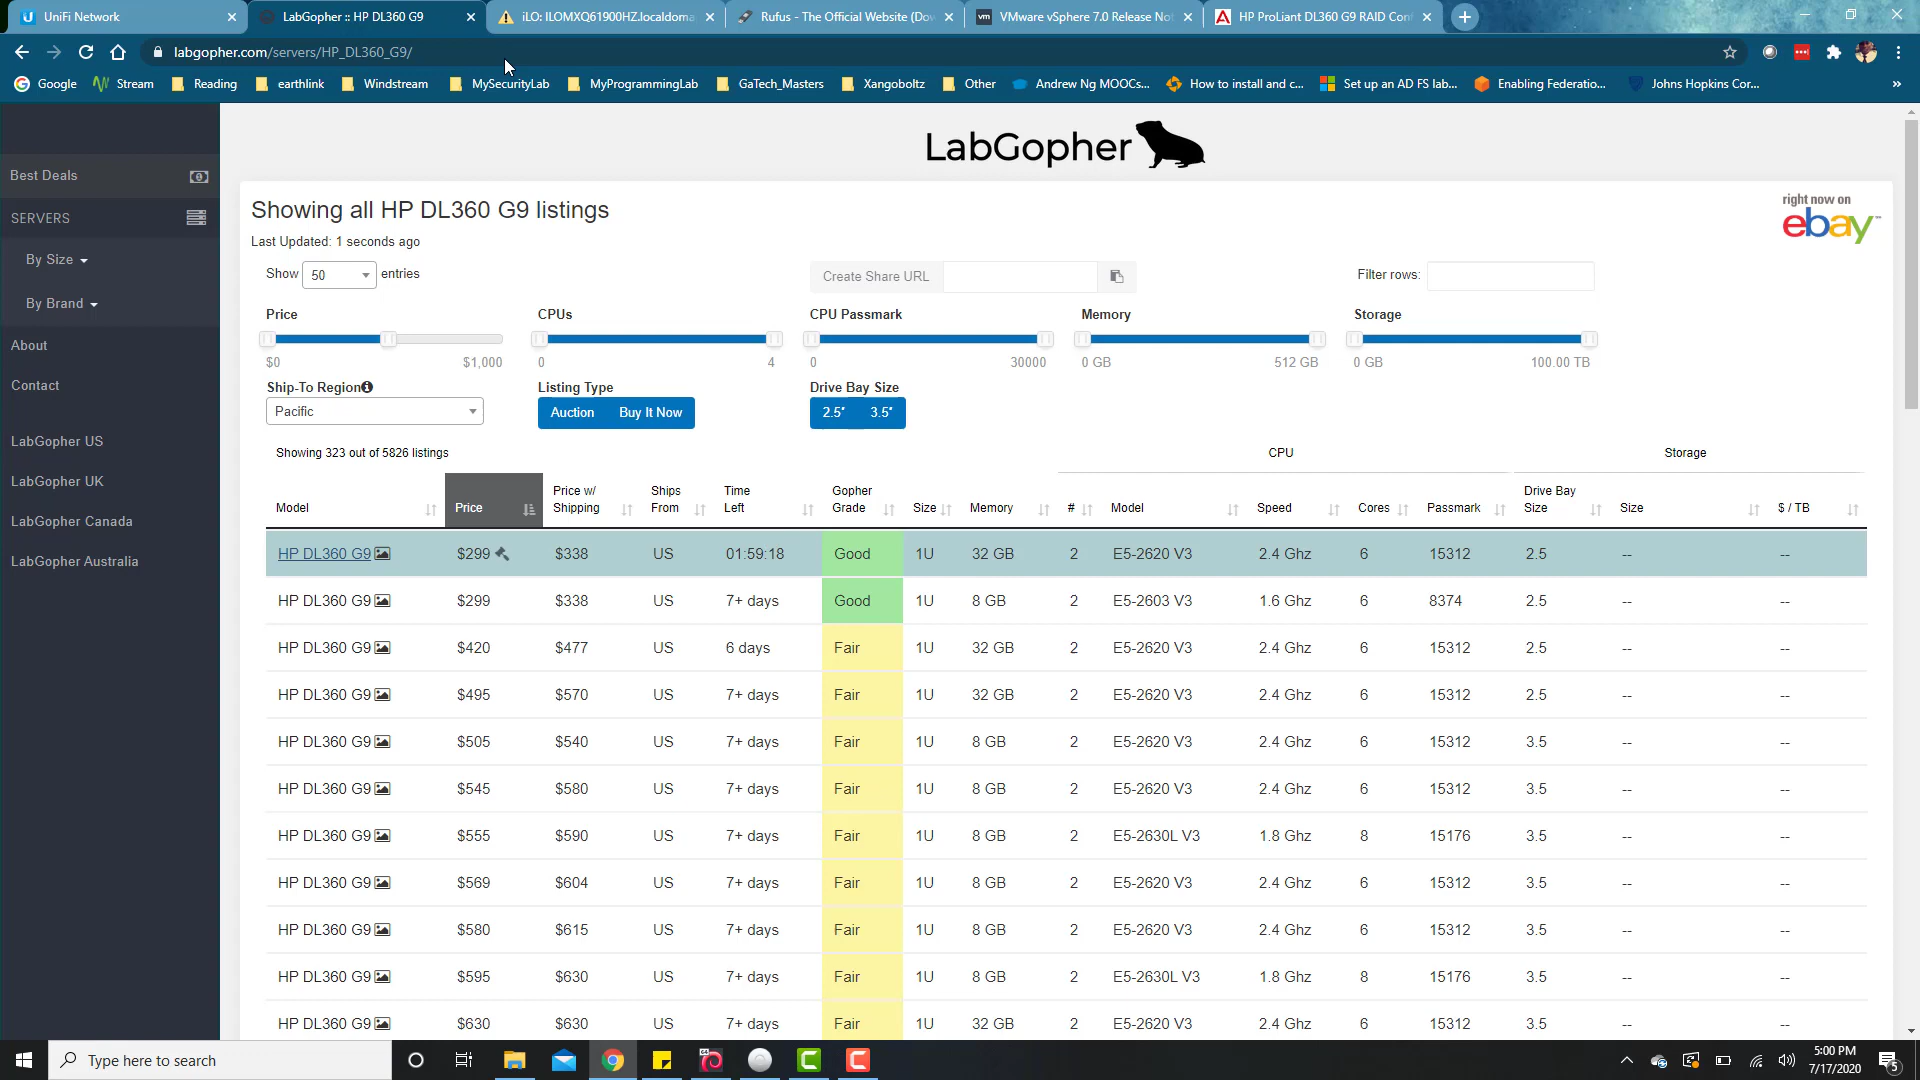 UniFi Network
LabGopher :: HP DL360 G9
iLO: ILOMXQ61900HZ.localdoma
Rufus - The Official Website (Dow
VMware vSphere 7.0 Release No
HP ProLiant DL360 G9 RAID Conf
labgopher.com/servers/HP_DL360_G9/
Google
Stream
Reading
earthlink
Windstream
MySecurityLab
MyProgrammingLab
GaTech_Masters
Xangoboltz
Other
Andrew Ng MOOCs...
How to install and c...
Set up an AD FS lab...
Enabling Federatio...
Johns Hopkins Cor...
»
Best Deals
SERVERS
By Size
By Brand
About
Contact
LabGopher US
LabGopher UK
LabGopher Canada
LabGopher Australia
LabGopher
Showing all HP DL360 G9 listings
right now on
ebay™
Last Updated: 1 seconds ago
Show 50 entries
Create Share URL
Filter rows:
Price
$0 $1,000
CPUs
0 4
CPU Passmark
0 30000
Memory
0 GB 512 GB
Storage
0 GB 100.00 TB
Ship-To Region
Pacific
Listing Type
Auction Buy It Now
Drive Bay Size
2.5″ 3.5″
Showing 323 out of 5826 listings
CPU Storage
Model Price Price w/ Shipping Ships From Time Left Gopher Grade Size Memory # Model Speed Cores Passmark Drive Bay Size Size $ / TB
HP DL360 G9 $299 $338 US 01:59:18 Good 1U 32 GB 2 E5-2620 V3 2.4 Ghz 6 15312 2.5 -- --
HP DL360 G9 $299 $338 US 7+ days Good 1U 8 GB 2 E5-2603 V3 1.6 Ghz 6 8374 2.5 -- --
HP DL360 G9 $420 $477 US 6 days Fair 1U 32 GB 2 E5-2620 V3 2.4 Ghz 6 15312 2.5 -- --
HP DL360 G9 $495 $570 US 7+ days Fair 1U 32 GB 2 E5-2620 V3 2.4 Ghz 6 15312 2.5 -- --
HP DL360 G9 $505 $540 US 7+ days Fair 1U 8 GB 2 E5-2620 V3 2.4 Ghz 6 15312 3.5 -- --
HP DL360 G9 $545 $580 US 7+ days Fair 1U 8 GB 2 E5-2620 V3 2.4 Ghz 6 15312 3.5 -- --
HP DL360 G9 $555 $590 US 7+ days Fair 1U 8 GB 2 E5-2630L V3 1.8 Ghz 8 15176 3.5 -- --
HP DL360 G9 $569 $604 US 7+ days Fair 1U 8 GB 2 E5-2620 V3 2.4 Ghz 6 15312 3.5 -- --
HP DL360 G9 $580 $615 US 7+ days Fair 1U 8 GB 2 E5-2620 V3 2.4 Ghz 6 15312 3.5 -- --
HP DL360 G9 $595 $630 US 7+ days Fair 1U 8 GB 2 E5-2630L V3 1.8 Ghz 8 15176 3.5 -- --
HP DL360 G9 $630 $630 US 7+ days Fair 1U 32 GB 2 E5-2620 V3 2.4 Ghz 6 15312 3.5 -- --
Type here to search
5:00 PM
7/17/2020
5